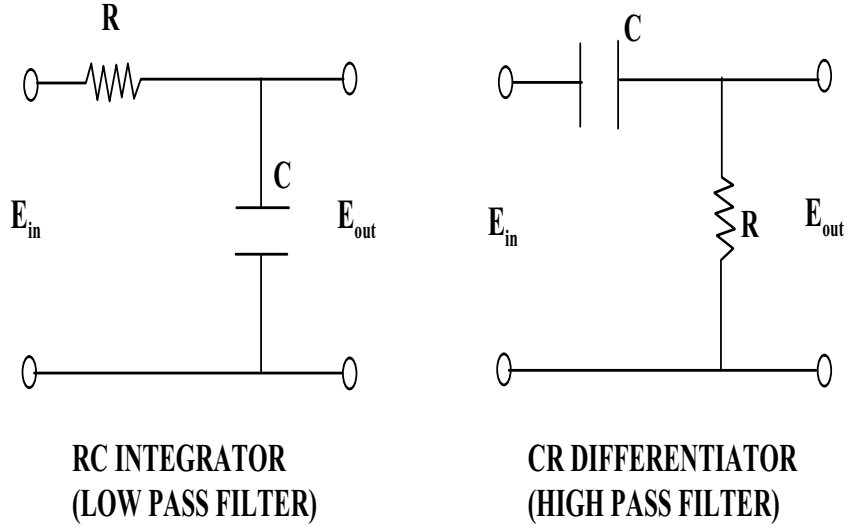 R
C
E_in
E_out
RC INTEGRATOR
(LOW PASS FILTER)
C
R
E_in
E_out
CR DIFFERENTIATOR
(HIGH PASS FILTER)